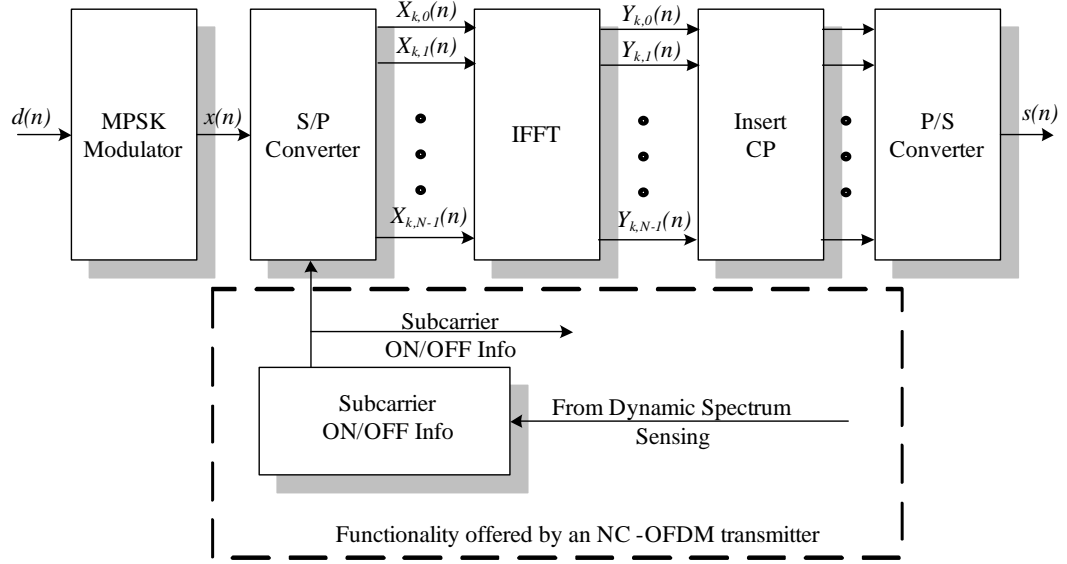 X_{k,0}(n)
Y_{k,0}(n)
X_{k,1}(n)
Y_{k,1}(n)
d(n)
MPSK
Modulator
x(n)
S/P
Converter
IFFT
Insert
CP
P/S
Converter
s(n)
X_{k,N-1}(n)
Y_{k,N-1}(n)
Subcarrier
ON/OFF Info
Subcarrier
ON/OFF Info
From Dynamic Spectrum
Sensing
Functionality offered by an NC -OFDM transmitter